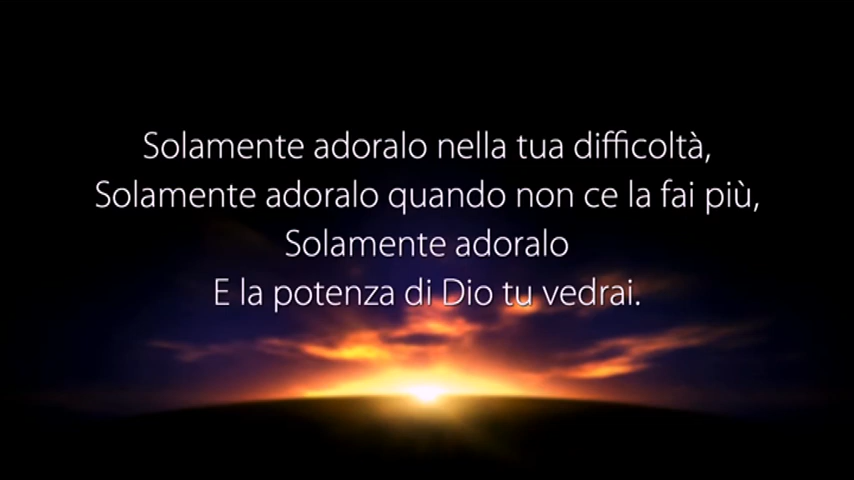 Solamente adoralo nella tua difficoltà,
Solamente adoralo quando non ce la fai più,
Solamente adoralo
E la potenza di Dio tu vedrai.